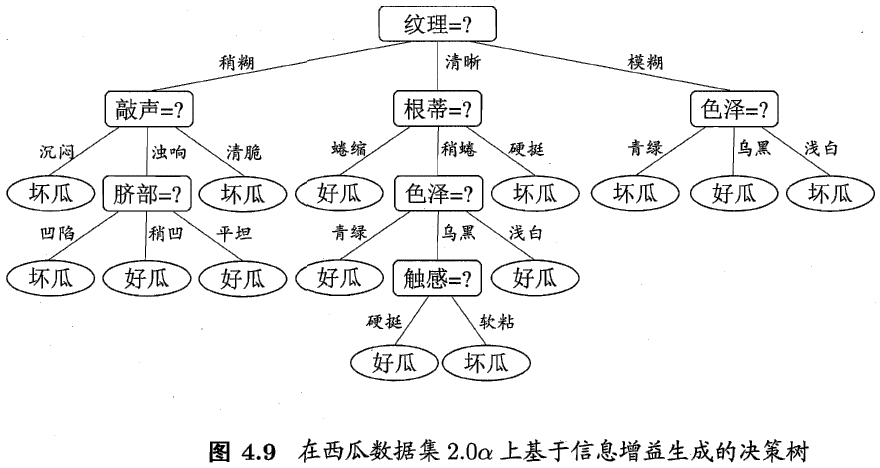 纹理=?
稍糊 清晰 模糊
敲声=? 根蒂=? 色泽=?
沉闷 浊响 清脆 蜷缩 稍蜷 硬挺 青绿 乌黑 浅白
坏瓜 脐部=? 坏瓜 好瓜 色泽=? 坏瓜 坏瓜 好瓜 坏瓜
凹陷 稍凹 平坦 青绿 乌黑 浅白
坏瓜 好瓜 好瓜 好瓜 触感=? 好瓜
硬挺 软粘
好瓜 坏瓜
图 4.9 在西瓜数据集 2.0α 上基于信息增益生成的决策树